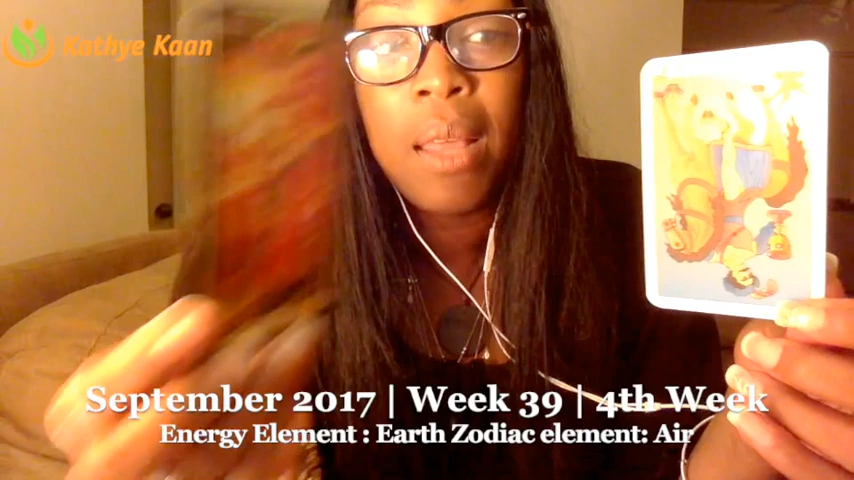 Kathye Kaan
September 2017 | Week 39 | 4th Week
Energy Element : Earth Zodiac element: Air